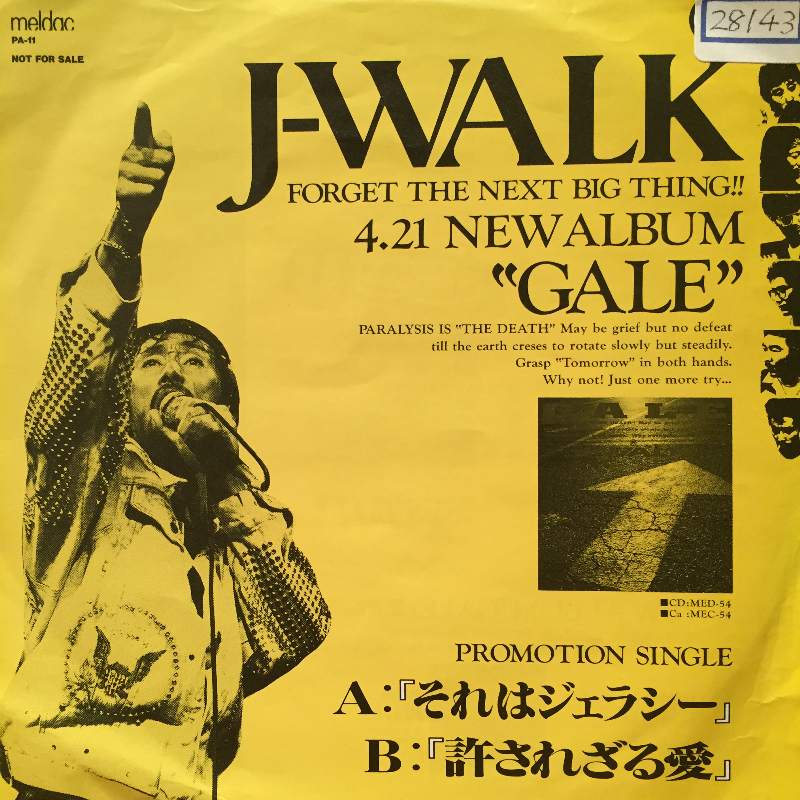 meldac
PA-11
NOT FOR SALE
28143
J-WALK
FORGET THE NEXT BIG THING!!
4.21 NEW ALBUM
“GALE”
PARALYSIS IS "THE DEATH" May be grief but no defeat
till the earth creses to rotate slowly but steadily.
Grasp "Tomorrow" in both hands.
Why not! Just one more try...
GALE
■CD:MED-54
■Ca :MEC-54
PROMOTION SINGLE
A:『それはジェラシー』
B:『許されざる愛』